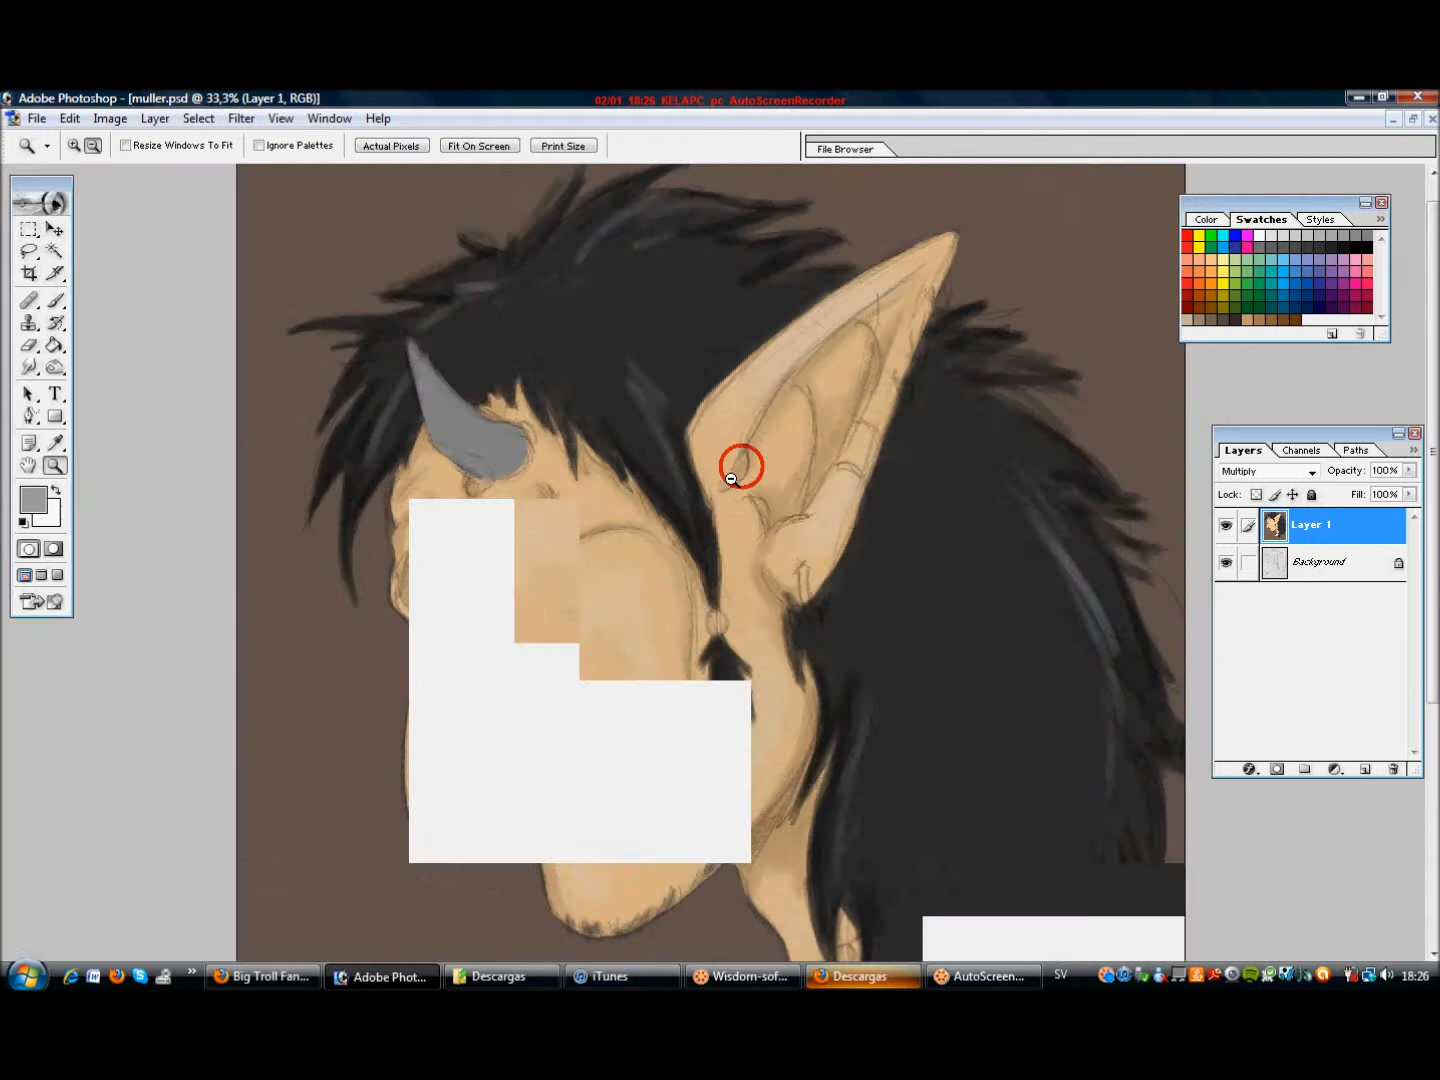 Adobe Photoshop - [muller.psd @ 33,3% (Layer 1, RGB)]
02/01 18:26 KELAPC pc AutoScreenRecorder
File Edit Image Layer Select Filter View Window Help
Resize Windows To Fit Ignore Palettes Actual Pixels Fit On Screen Print Size File Browser
Color Swatches Styles
Layers Channels Paths
Multiply Opacity: 100%
Lock: Fill: 100%
Layer 1
Background
Big Troll Fan... Adobe Phot... Descargas iTunes Wisdom-sof... Descargas AutoScreen... SV 18:26